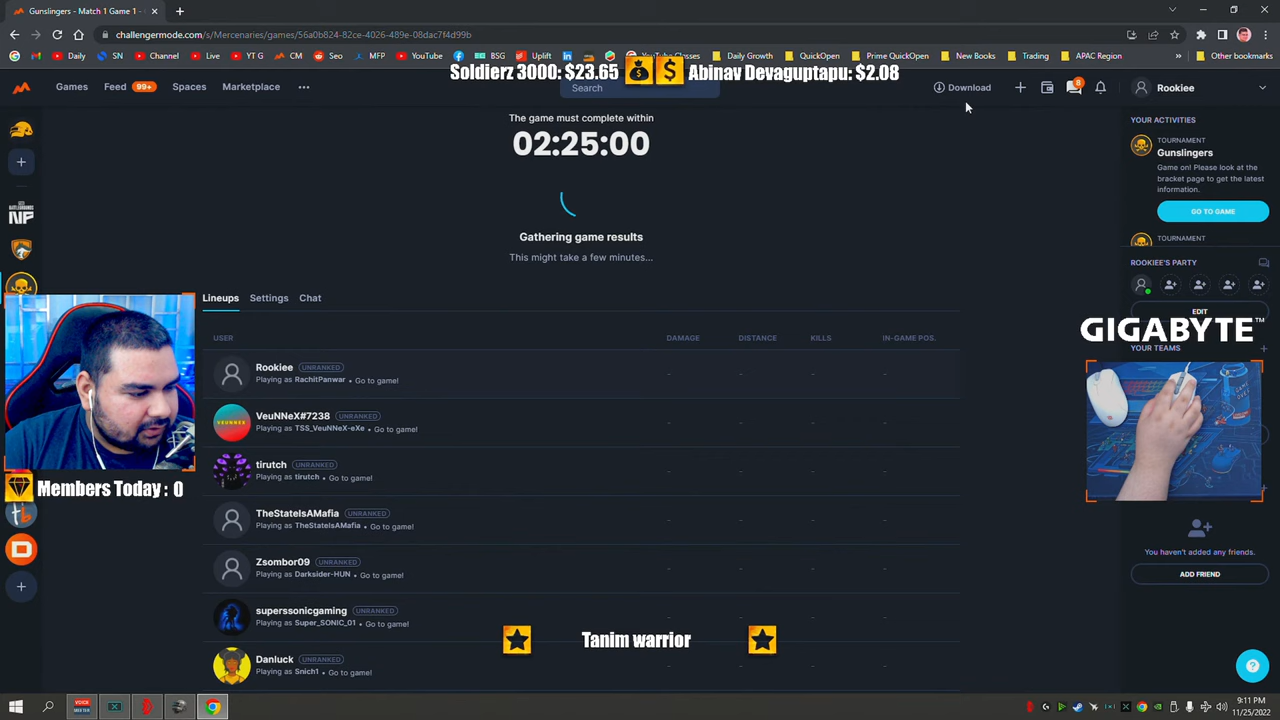 Gunslingers - Match 1 Game 1 -
challengermode.com/s/Mercenaries/games/56a0b824-82ce-4026-489e-08dac7f4d99b
Mail
Daily
Channel
Live
YT G
CM
Seo
MFP
YouTube
BSG
Uplift
YouTube Classes
Daily Growth
QuickOpen
Prime QuickOpen
New Books
Trading
APAC Region
Other bookmarks
Soldierz 3000: $23.65
Abinav Devaguptapu: $2.08
Games
Feed
99+
Spaces
Marketplace
Search
Download
8
Rookiee
The game must complete within
02:25:00
Gathering game results
This might take a few minutes...
Lineups
Settings
Chat
USER
DAMAGE
DISTANCE
KILLS
IN-GAME POS.
Rookiee UNRANKED
Playing as RachitPanwar • Go to game!
VeuNNeX#7238 UNRANKED
Playing as TSS_VeuNNeX-eXe • Go to game!
VEUNNEX
tirutch UNRANKED
Playing as tirutch • Go to game!
TheStateIsAMafia UNRANKED
Playing as TheStateIsAMafia • Go to game!
Zsombor09 UNRANKED
Playing as Darksider-HUN • Go to game!
superssonicgaming UNRANKED
Playing as Super_SONIC_01 • Go to game!
Danluck UNRANKED
Playing as Snich1 • Go to game!
YOUR ACTIVITIES
TOURNAMENT
Gunslingers
Game on! Please look at the
bracket page to get the latest
information.
GO TO GAME
TOURNAMENT
ROOKIEE'S PARTY
EDIT
GIGABYTE™
YOUR TEAMS
You haven't added any friends.
ADD FRIEND
Members Today : 0
Tanim warrior
9:11 PM
11/25/2022